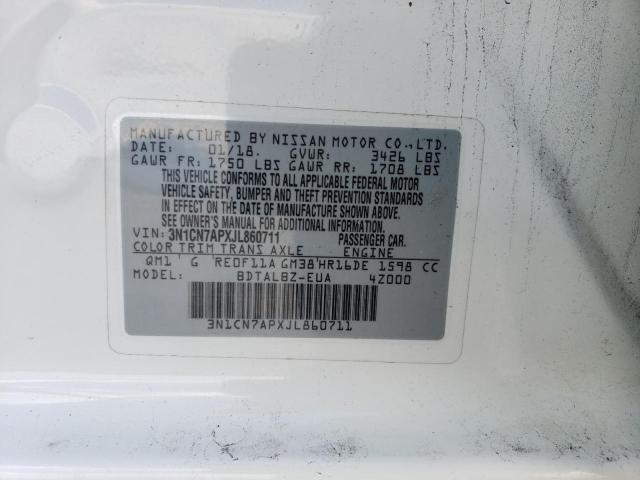 MANUFACTURED BY NISSAN MOTOR CO.,LTD.
DATE: 01/18. GVWR: 3426 LBS
GAWR FR: 1750 LBS GAWR RR: 1708 LBS
THIS VEHICLE CONFORMS TO ALL APPLICABLE FEDERAL MOTOR
VEHICLE SAFETY, BUMPER AND THEFT PREVENTION STANDARDS
IN EFFECT ON THE DATE OF MANUFACTURE SHOWN ABOVE.
SEE OWNER'S MANUAL FOR ADDITIONAL INFORMATION.
VIN: 3N1CN7APXJL860711 PASSENGER CAR.
COLOR TRIM TRANS AXLE ENGINE
QM1 G RE0F11A GM38 HR16DE 1598 CC
MODEL: BDTALBZ-EUA 4Z000
3N1CN7APXJL860711